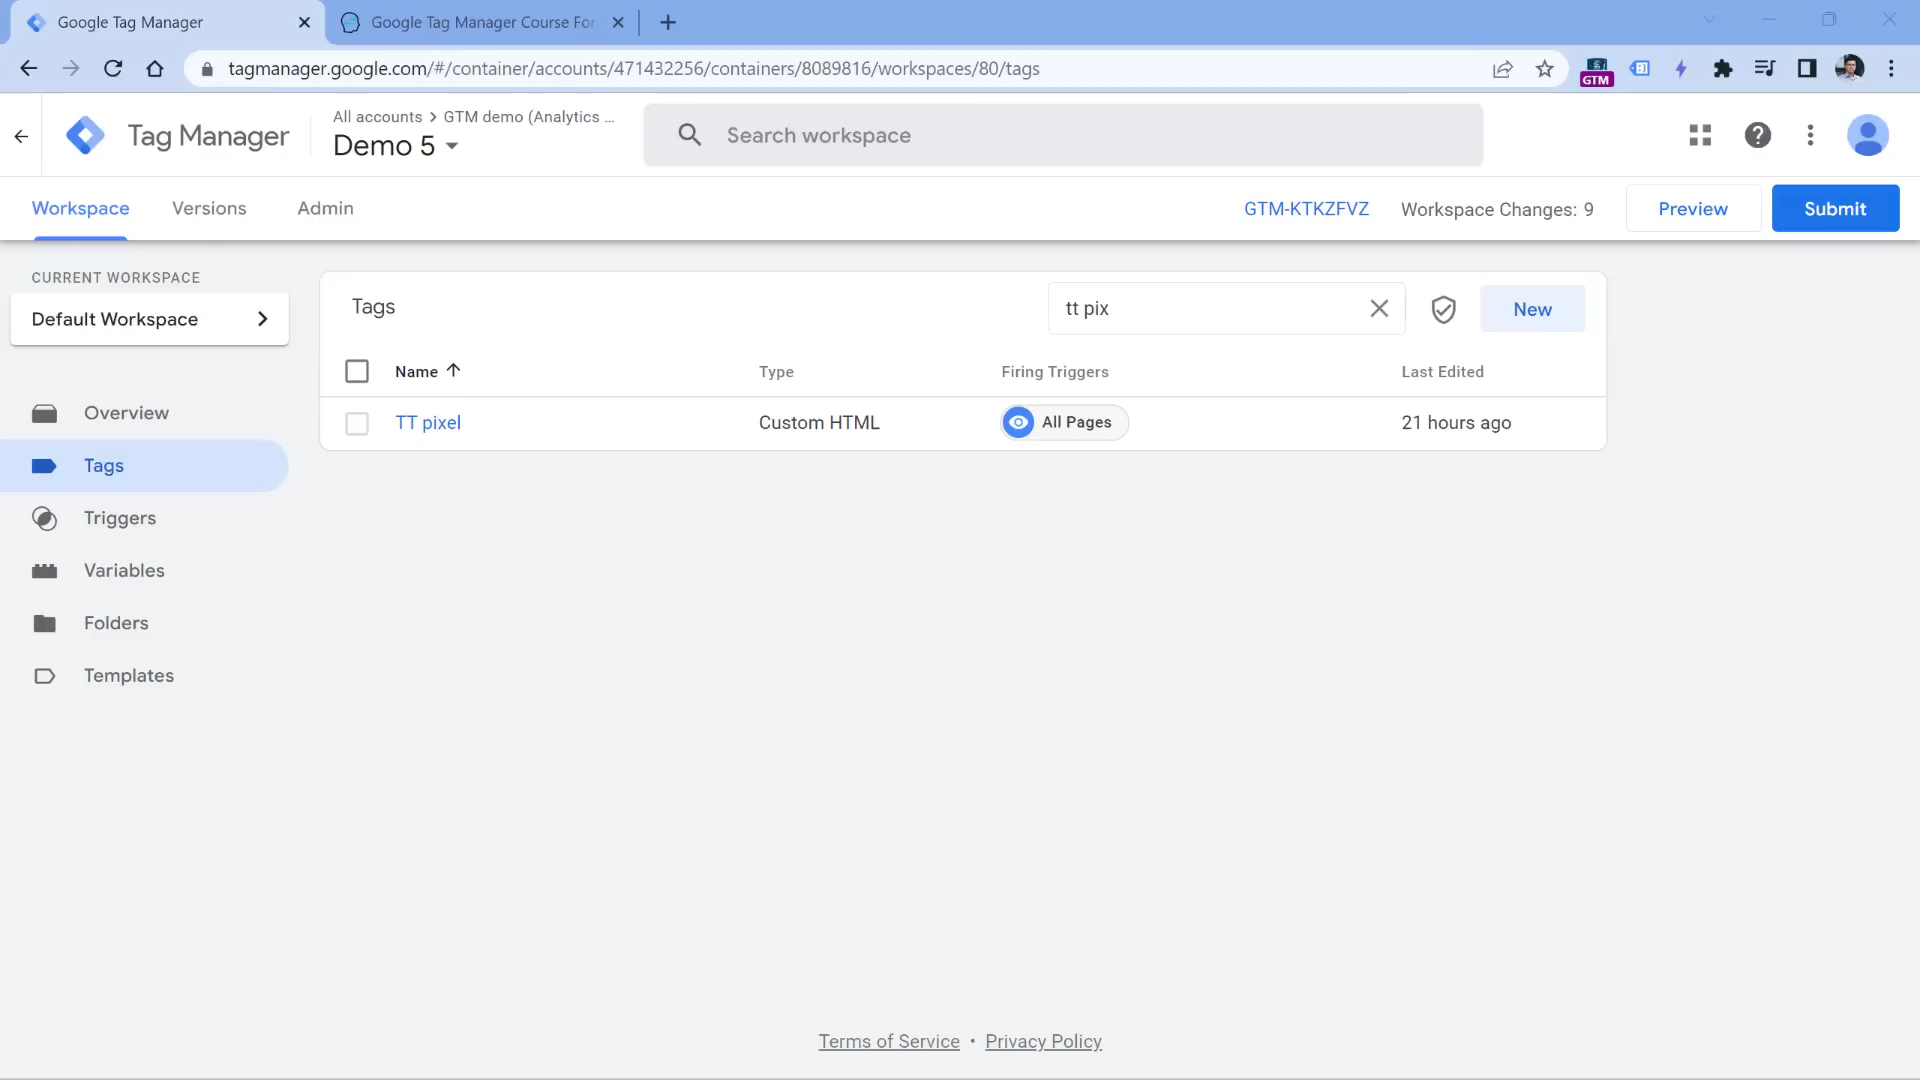 Google Tag Manager
Google Tag Manager Course For
tagmanager.google.com/#/container/accounts/471432256/containers/8089816/workspaces/80/tags
GTM
Tag Manager
All accounts > GTM demo (Analytics ...
Demo 5
Search workspace
Workspace
Versions
Admin
GTM-KTKZFVZ
Workspace Changes: 9
Preview
Submit
CURRENT WORKSPACE
Default Workspace
Overview
Tags
Triggers
Variables
Folders
Templates
Tags
tt pix
New
Name
Type
Firing Triggers
Last Edited
TT pixel
Custom HTML
All Pages
21 hours ago
Terms of Service • Privacy Policy